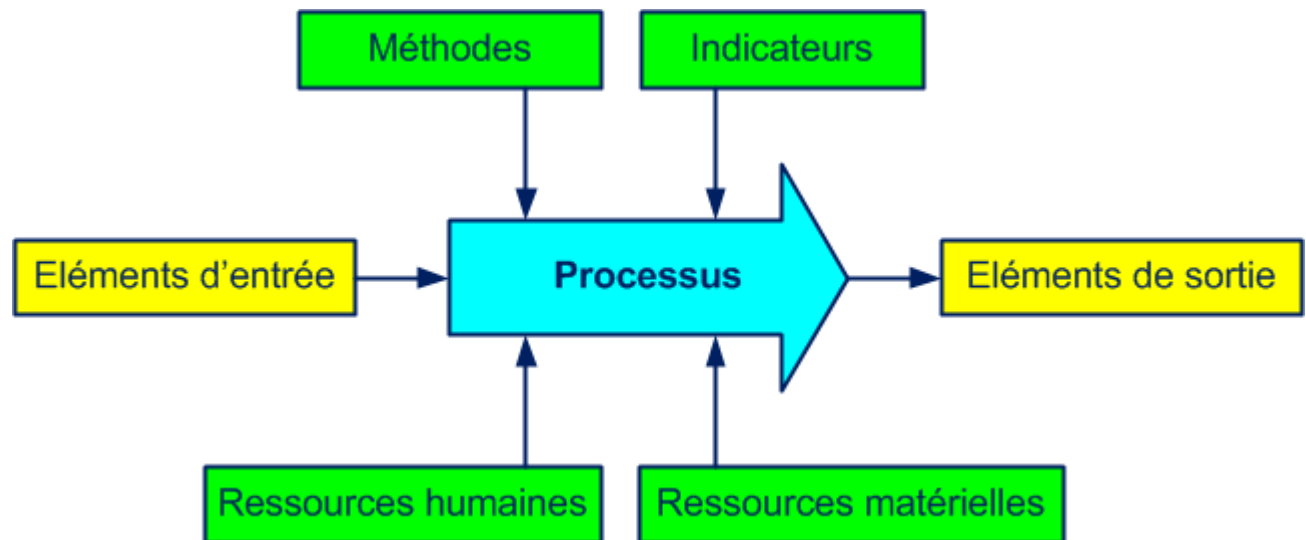 Méthodes
Indicateurs
Eléments d'entrée
Processus
Eléments de sortie
Ressources humaines
Ressources matérielles